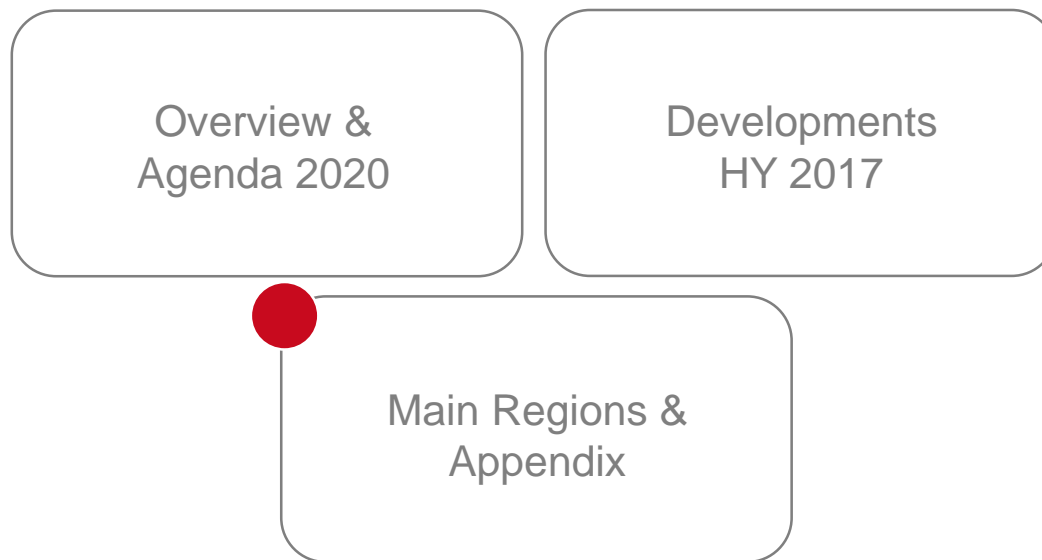 Overview &
Agenda 2020
Developments
HY 2017
Main Regions &
Appendix